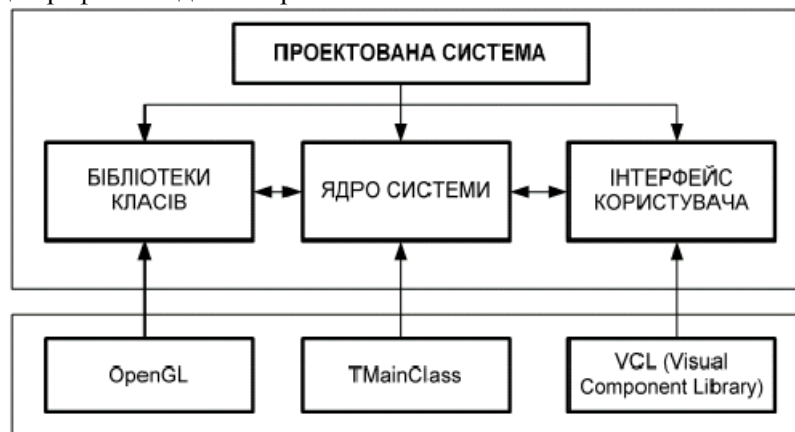 ПРОЕКТОВАНА СИСТЕМА
БІБЛІОТЕКИ
КЛАСІВ
ЯДРО СИСТЕМИ
ІНТЕРФЕЙС
КОРИСТУВАЧА
OpenGL
TMainClass
VCL (Visual
Component Library)